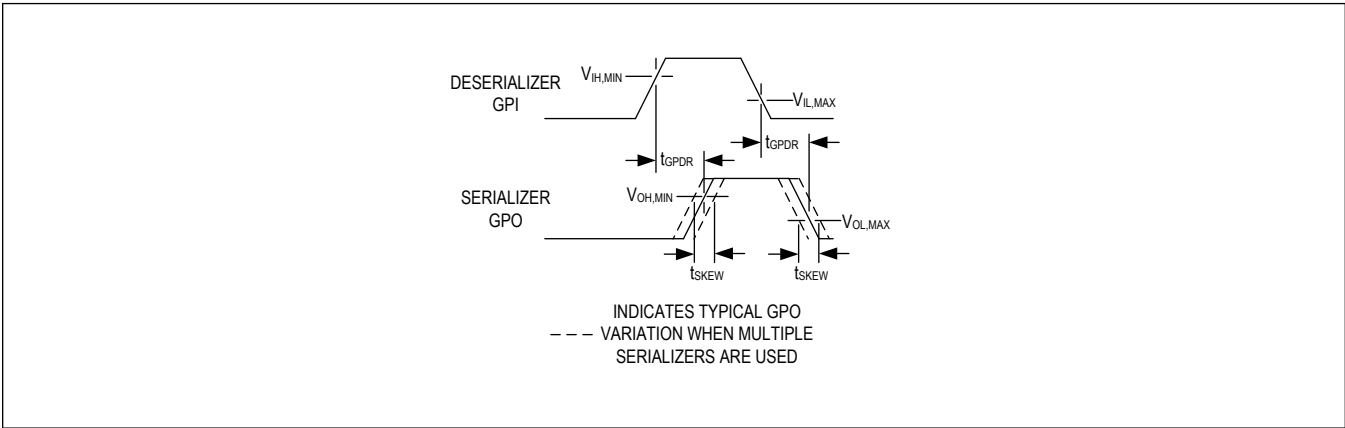 DESERIALIZER
GPI
VIH,MIN
VIL,MAX
tGPDR
tGPDR
SERIALIZER
GPO
VOH,MIN
VOL,MAX
tSKEW
tSKEW
INDICATES TYPICAL GPO
--- VARIATION WHEN MULTIPLE
SERIALIZERS ARE USED